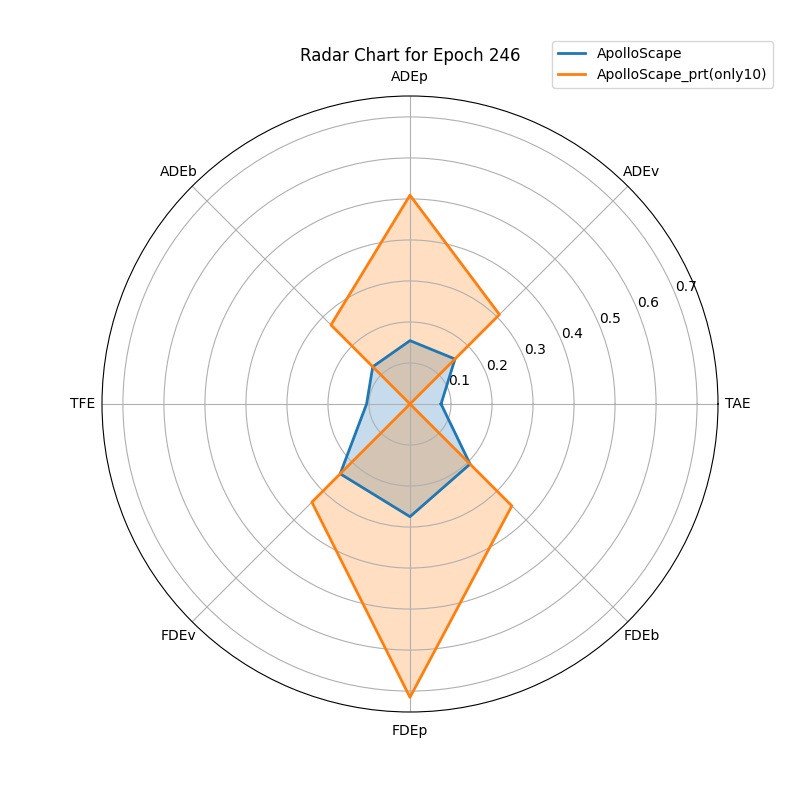 Radar Chart for Epoch 246
ApolloScape
ApolloScape_prt(only10)
ADEp
ADEb
ADEv
0.7
0.6
0.5
0.4
0.3
0.2
0.1
TFE
TAE
FDEv
FDEb
FDEp